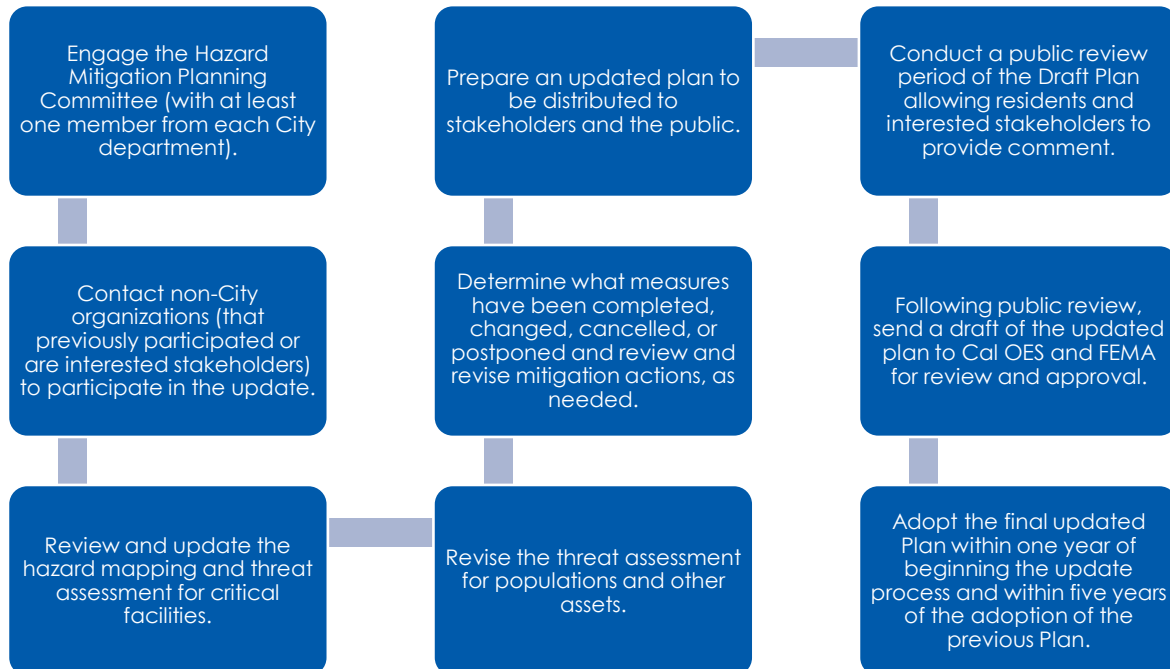 Engage the Hazard
Mitigation Planning
Committee (with at least
one member from each City
department).
Contact non-City
organizations (that
previously participated or
are interested stakeholders)
to participate in the update.
Review and update the
hazard mapping and threat
assessment for critical
facilities.
Revise the threat assessment
for populations and other
assets.
Determine what measures
have been completed,
changed, cancelled, or
postponed and review and
revise mitigation actions, as
needed.
Prepare an updated plan to
be distributed to
stakeholders and the public.
Conduct a public review
period of the Draft Plan
allowing residents and
interested stakeholders to
provide comment.
Following public review,
send a draft of the updated
plan to Cal OES and FEMA
for review and approval.
Adopt the final updated
Plan within one year of
beginning the update
process and within five years
of the adoption of the
previous Plan.